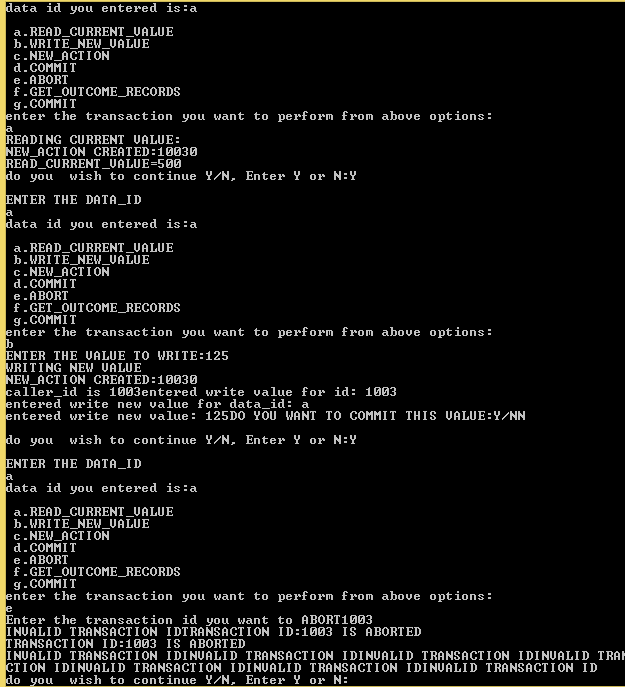 data id you entered is:a
a.READ_CURRENT_VALUE
b.WRITE_NEW_VALUE
c.NEW_ACTION
d.COMMIT
e.ABORT
f.GET_OUTCOME_RECORDS
g.COMMIT
enter the transaction you want to perform from above options:
a
READING CURRENT VALUE:
NEW_ACTION CREATED:10030
READ_CURRENT_VALUE=500
do you  wish to continue Y/N, Enter Y or N:Y
ENTER THE DATA_ID
a
data id you entered is:a
a.READ_CURRENT_VALUE
b.WRITE_NEW_VALUE
c.NEW_ACTION
d.COMMIT
e.ABORT
f.GET_OUTCOME_RECORDS
g.COMMIT
enter the transaction you want to perform from above options:
b
ENTER THE VALUE TO WRITE:125
WRITING NEW VALUE
NEW_ACTION CREATED:10030
caller_id is 1003entered write value for id: 1003
entered write new value for data_id: a
entered write new value: 125DO YOU WANT TO COMMIT THIS VALUE:Y/NN
do you  wish to continue Y/N, Enter Y or N:Y
ENTER THE DATA_ID
a
data id you entered is:a
a.READ_CURRENT_VALUE
b.WRITE_NEW_VALUE
c.NEW_ACTION
d.COMMIT
e.ABORT
f.GET_OUTCOME_RECORDS
g.COMMIT
enter the transaction you want to perform from above options:
e
Enter the transaction id you want to ABORT1003
INVALID TRANSACTION IDTRANSACTION ID:1003 IS ABORTED
TRANSACTION ID:1003 IS ABORTED
INVALID TRANSACTION IDINVALID TRANSACTION IDINVALID TRANSACTION IDINVALID TRAN
CTION IDINVALID TRANSACTION IDINVALID TRANSACTION IDINVALID TRANSACTION ID
do you  wish to continue Y/N, Enter Y or N: